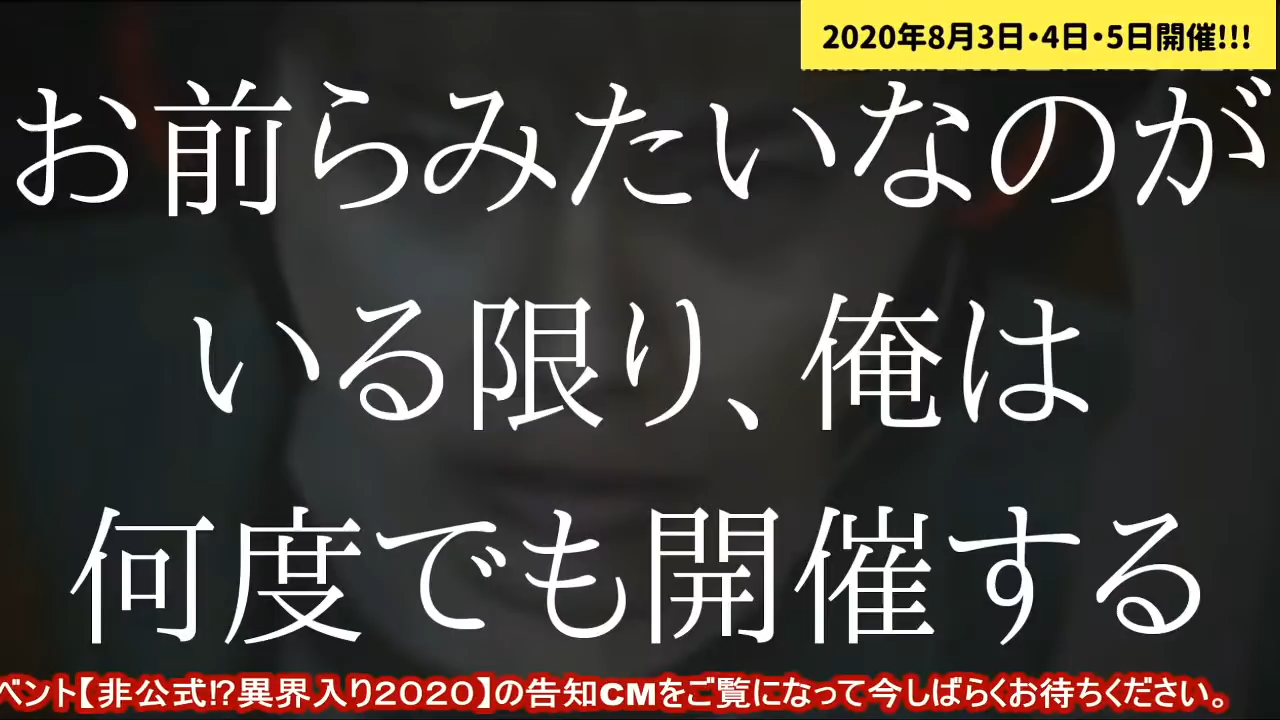 2020年8月3日・4日・5日開催!!!
お前らみたいなのが
いる限り、俺は
何度でも開催する
ベント【非公式!?異界入り2020】の告知CMをご覧になって今しばらくお待ちください。